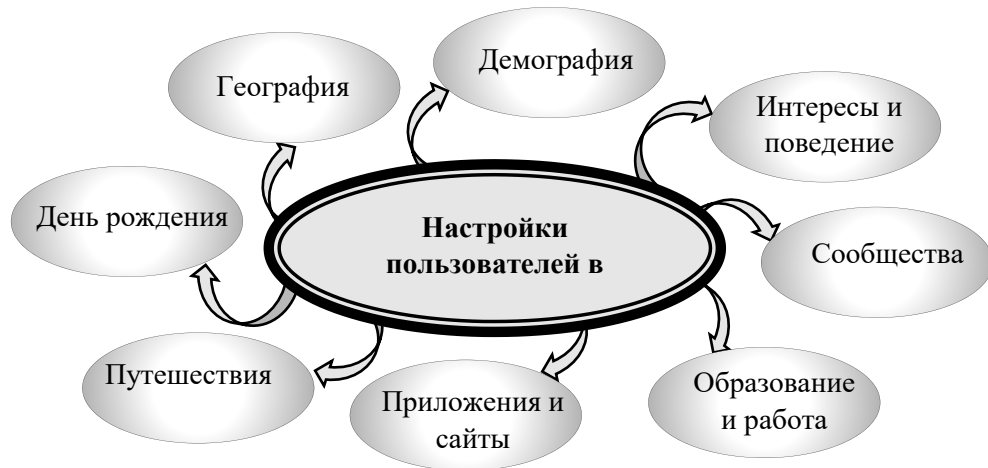 Демография
География
Интересы и
поведение
День рождения
Настройки
пользователей в
Сообщества
Путешествия
Приложения и
сайты
Образование
и работа